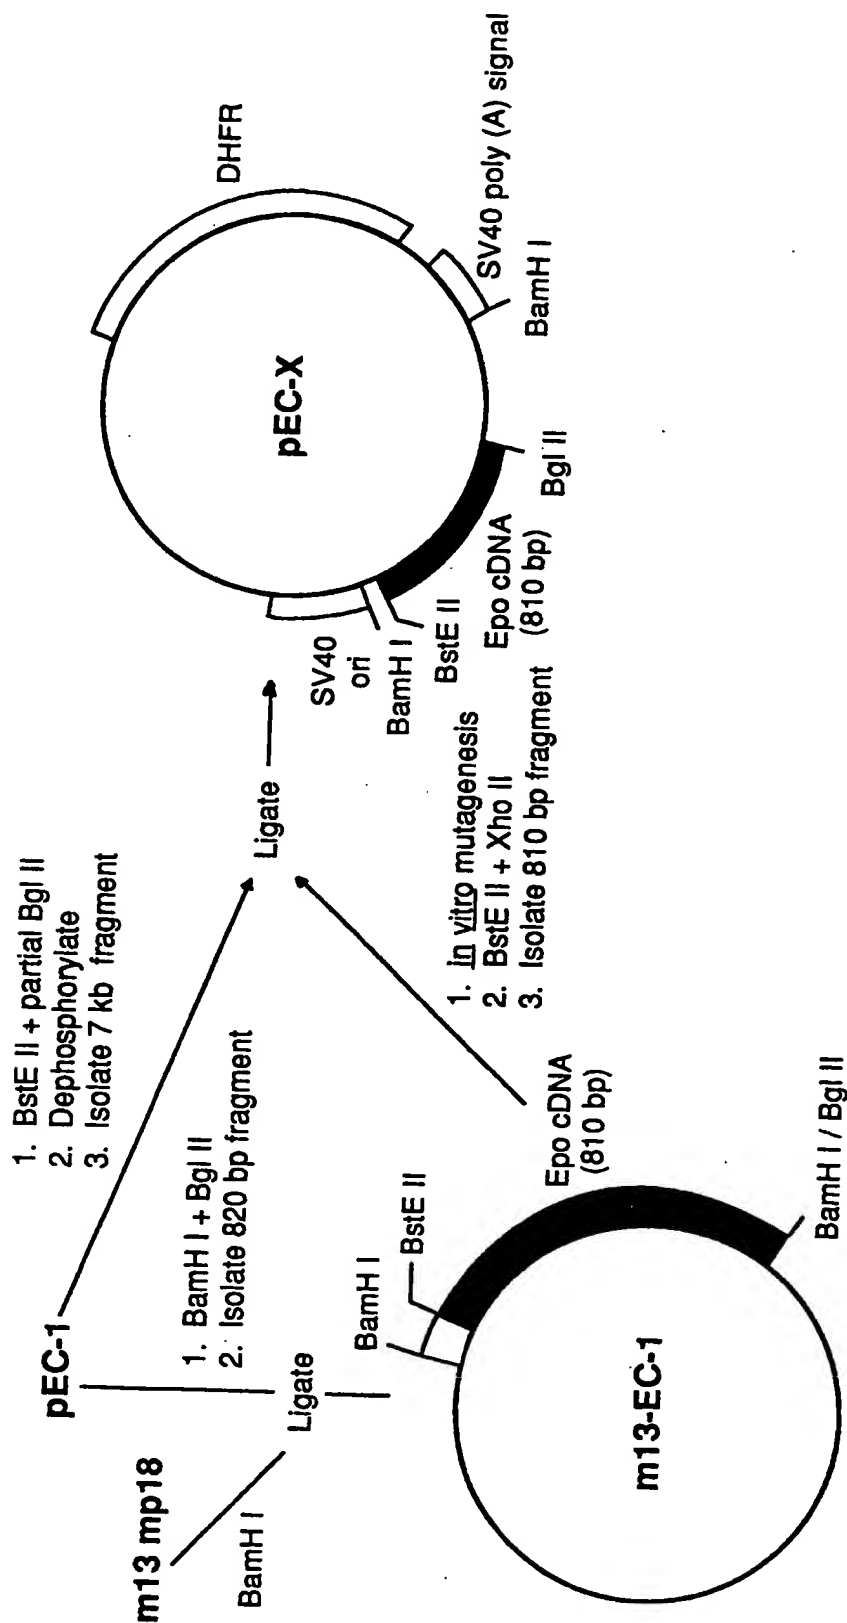 m13 mp18
BamH I
pEC-1
1. BamH I + Bgl II
2. Isolate 820 bp fragment
Ligate
BamH I
BstE II
Epo cDNA
(810 bp)
BamH I / Bgl II
m13-EC-1
1. BstE II + partial Bgl II
2. Dephosphorylate
3. Isolate 7 kb fragment
1. in vitro mutagenesis
2. BstE II + Xho II
3. Isolate 810 bp fragment
Ligate
SV40
ori
BamH I
BstE II
Epo cDNA
(810 bp)
Bgl II
BamH I
SV40 poly (A) signal
DHFR
pEC-X